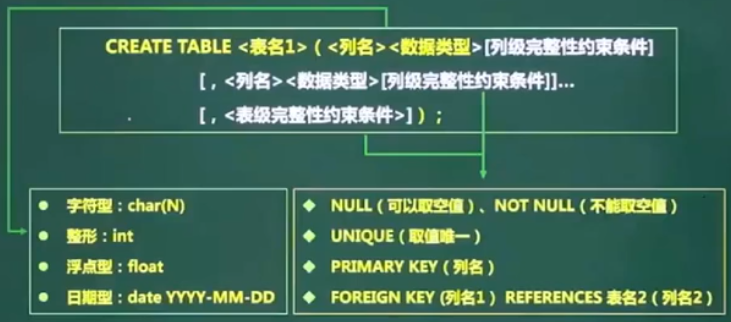 CREATE TABLE <表名1>（ <列名><数据类型>[列级完整性约束条件]
[，<列名><数据类型>[列级完整性约束条件]]...
[，<表级完整性约束条件>] ）；
● 字符型：char(N)
● 整形：int
● 浮点型：float
● 日期型：date YYYY-MM-DD
◆ NULL（可以取空值）、NOT NULL（不能取空值）
◆ UNIQUE（取值唯一）
◆ PRIMARY KEY（列名）
◆ FOREIGN KEY (列名1） REFERENCES 表名2（列名2）